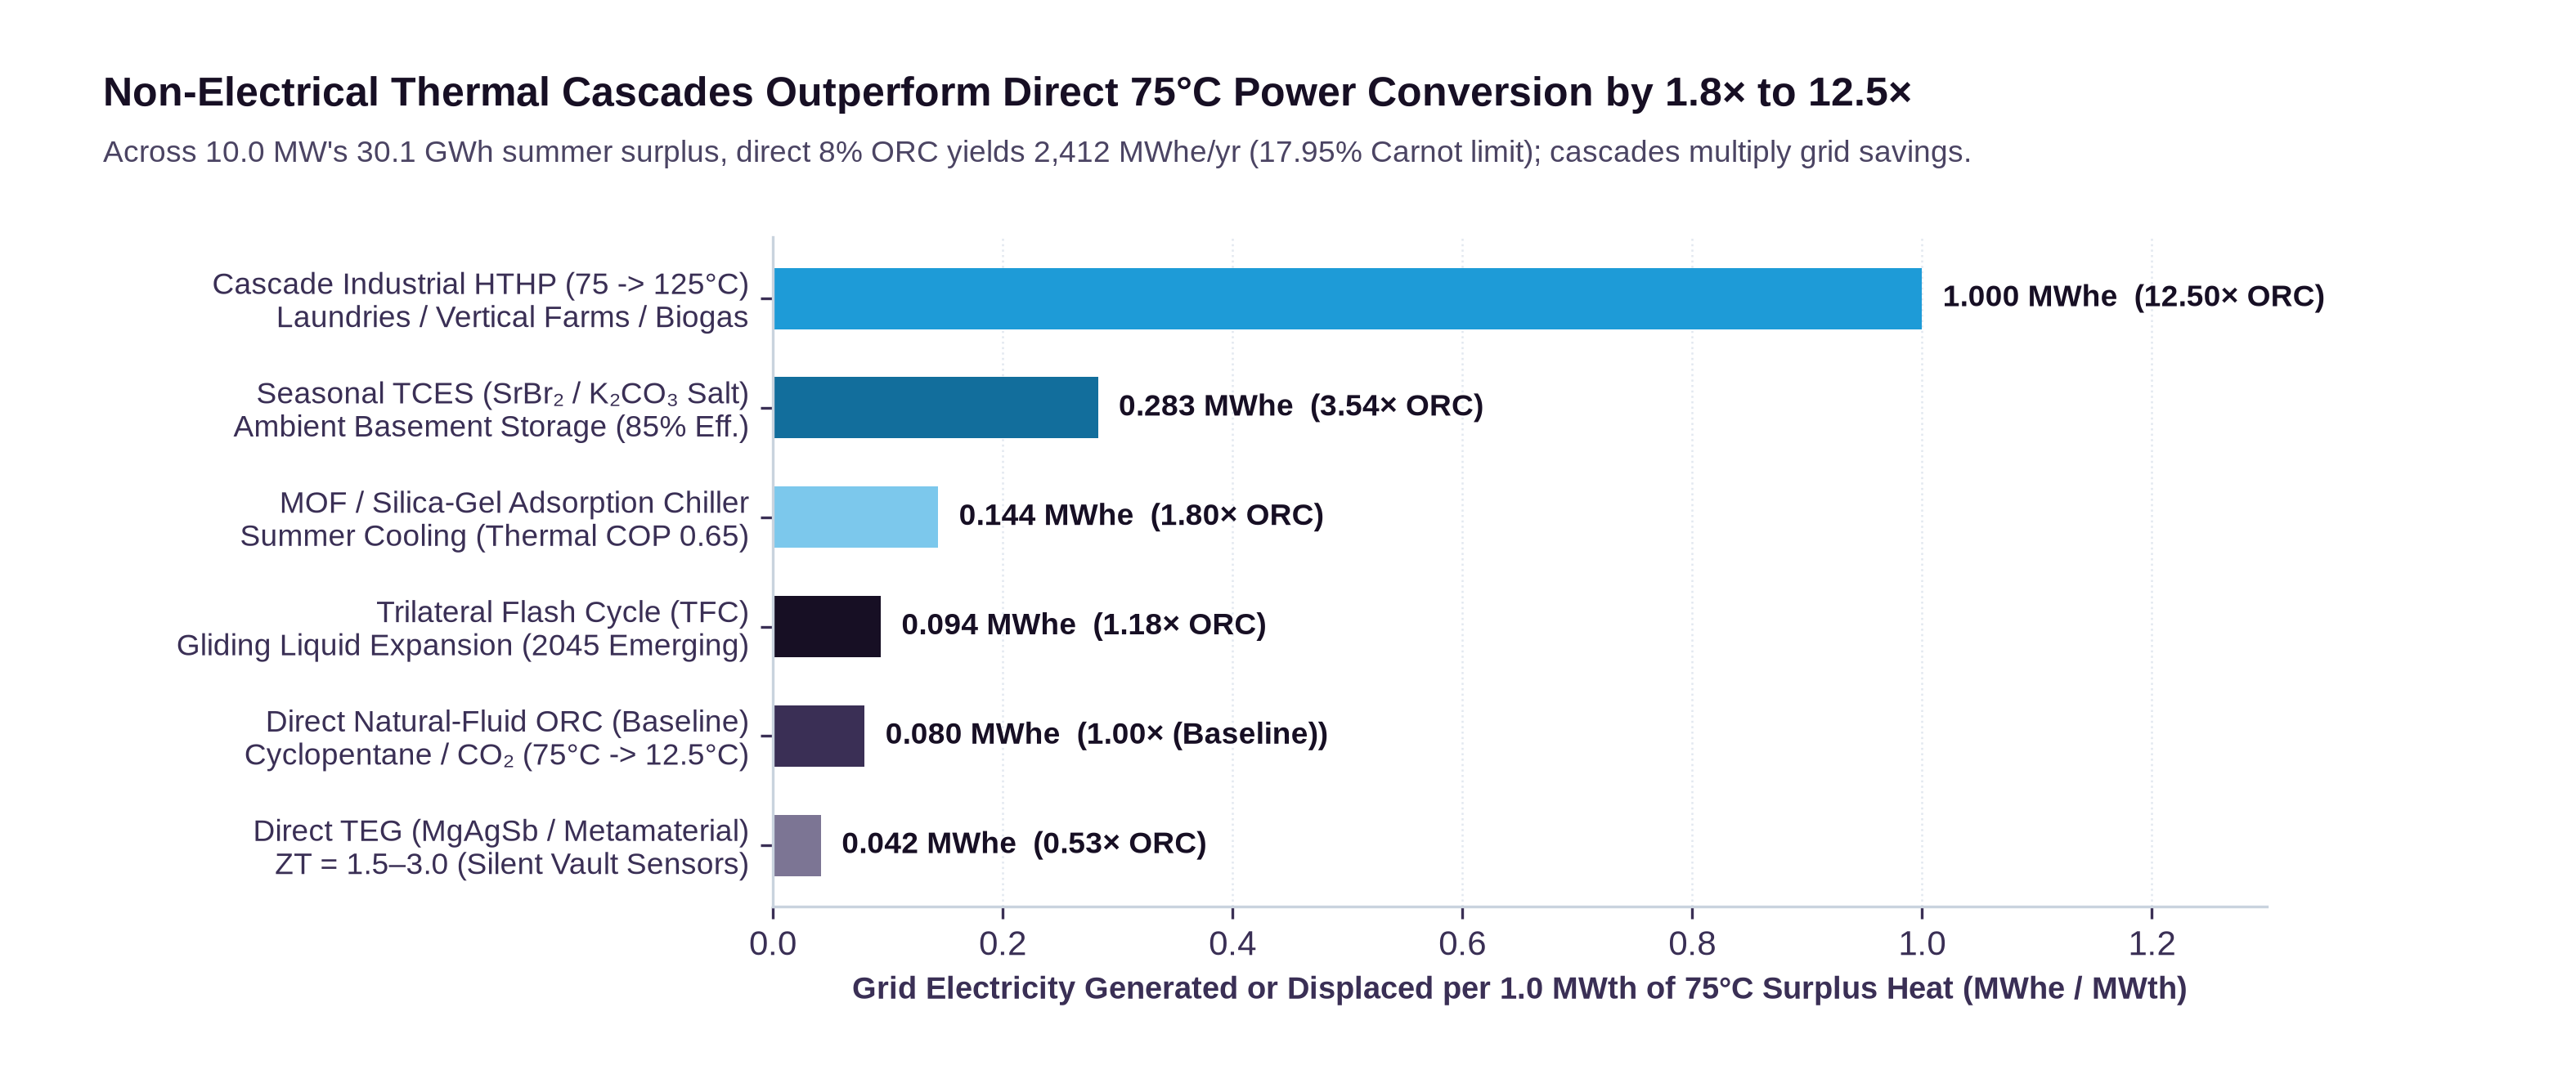 Non-Electrical Thermal Cascades Outperform Direct 75°C Power Conversion by 1.8× to 12.5×
Across 10.0 MW's 30.1 GWh summer surplus, direct 8% ORC yields 2,412 MWhe/yr (17.95% Carnot limit); cascades multiply grid savings.
Cascade Industrial HTHP (75 -> 125°C)
Laundries / Vertical Farms / Biogas
1.000 MWhe (12.50× ORC)
Seasonal TCES (SrBr₂ / K₂CO₃ Salt)
Ambient Basement Storage (85% Eff.)
0.283 MWhe (3.54× ORC)
MOF / Silica-Gel Adsorption Chiller
Summer Cooling (Thermal COP 0.65)
0.144 MWhe (1.80× ORC)
Trilateral Flash Cycle (TFC)
Gliding Liquid Expansion (2045 Emerging)
0.094 MWhe (1.18× ORC)
Direct Natural-Fluid ORC (Baseline)
Cyclopentane / CO₂ (75°C -> 12.5°C)
0.080 MWhe (1.00× (Baseline))
Direct TEG (MgAgSb / Metamaterial)
ZT = 1.5–3.0 (Silent Vault Sensors)
0.042 MWhe (0.53× ORC)
0.0 0.2 0.4 0.6 0.8 1.0 1.2
Grid Electricity Generated or Displaced per 1.0 MWth of 75°C Surplus Heat (MWhe / MWth)